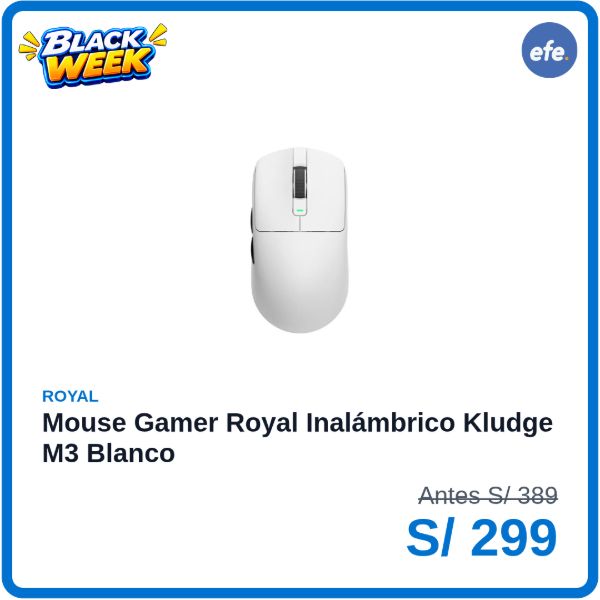 BLACK
WEEK
efe.
ROYAL
Mouse Gamer Royal Inalámbrico Kludge
M3 Blanco
Antes S/ 389
S/ 299